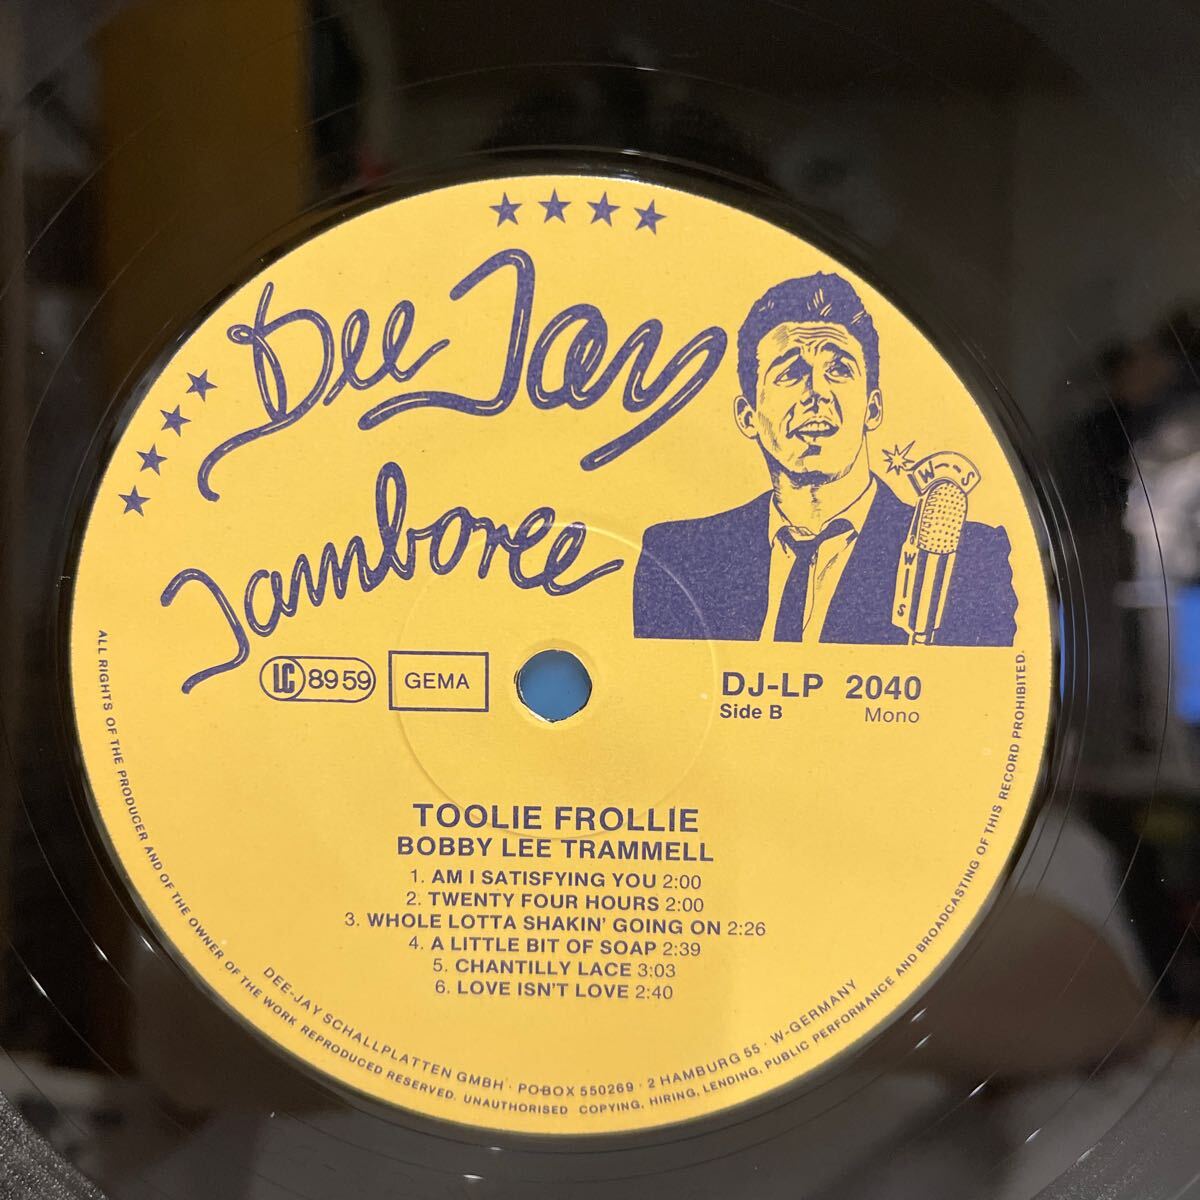 Dee Jay
Jamboree
W--S
WIS
LC 8959
GEMA
DJ-LP 2040
Side B
Mono
TOOLIE FROLLIE
BOBBY LEE TRAMMELL
1. AM I SATISFYING YOU 2:00
2. TWENTY FOUR HOURS 2:00
3. WHOLE LOTTA SHAKIN' GOING ON 2:26
4. A LITTLE BIT OF SOAP 2:39
5. CHANTILLY LACE 3:03
6. LOVE ISN'T LOVE 2:40
DEE-JAY SCHALLPLATTEN GMBH · PO-BOX 550269 · 2 HAMBURG 55 · W-GERMANY
ALL RIGHTS OF THE PRODUCER AND OF THE OWNER OF THE WORK REPRODUCED RESERVED. UNAUTHORISED COPYING, HIRING, LENDING, PUBLIC PERFORMANCE AND BROADCASTING OF THIS RECORD PROHIBITED.